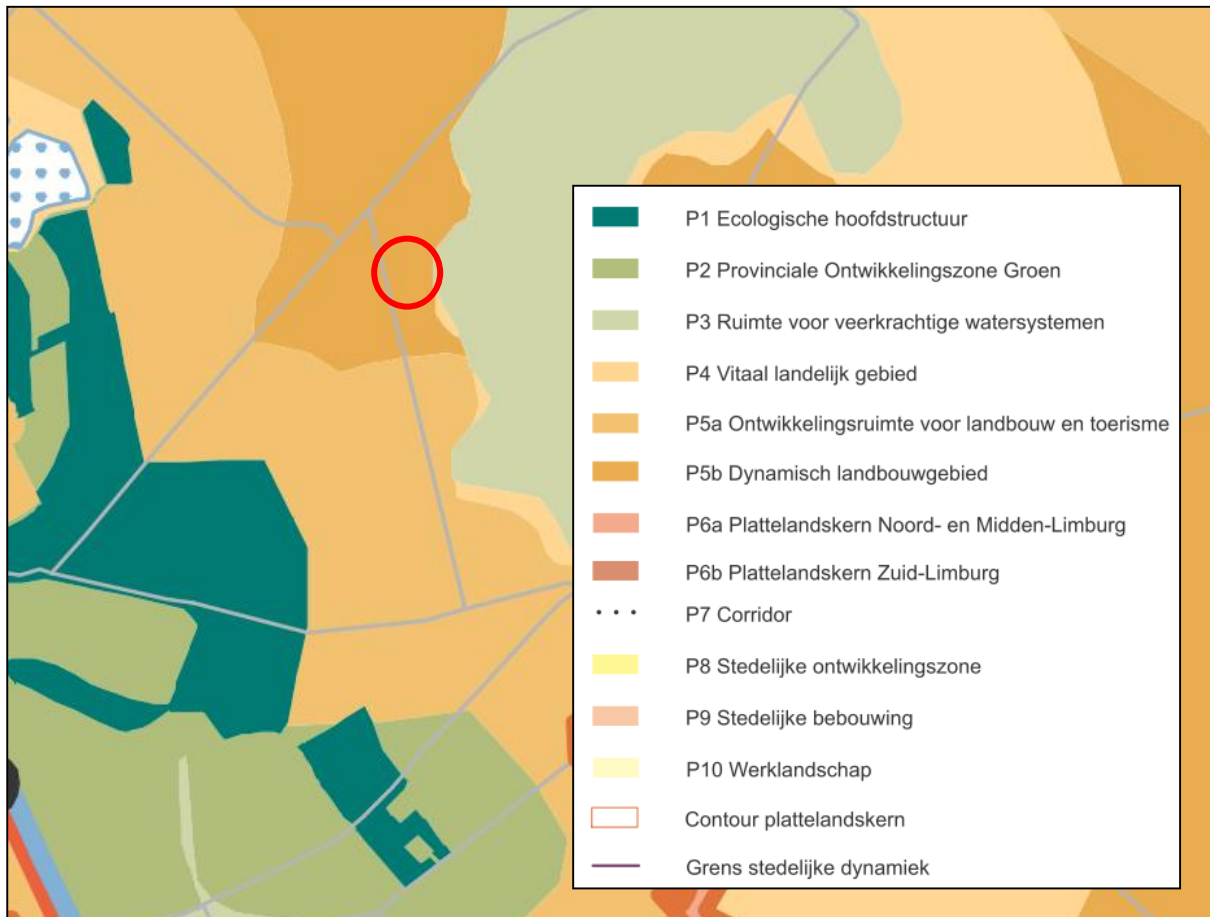 P1 Ecologische hoofdstructuur
P2 Provinciale Ontwikkelingszone Groen
P3 Ruimte voor veerkrachtige watersystemen
P4 Vitaal landelijk gebied
P5a Ontwikkelingsruimte voor landbouw en toerisme
P5b Dynamisch landbouwgebied
P6a Plattelandskern Noord- en Midden-Limburg
P6b Plattelandskern Zuid-Limburg
P7 Corridor
P8 Stedelijke ontwikkelingszone
P9 Stedelijke bebouwing
P10 Werklandschap
Contour plattelandskern
Grens stedelijke dynamiek